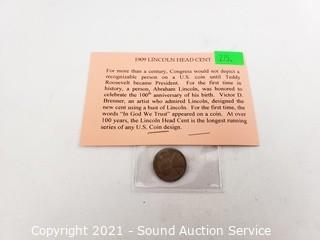 1909 LINCOLN HEAD CENT
For more than a century, Congress would not depict a
recognizable person on a U.S. coin until Teddy
Roosevelt became President. For the first time in
history, a person, Abraham Lincoln, was honored to
celebrate the 100th anniversary of his birth. Victor D.
Brenner, an artist who admired Lincoln, designed the
new cent using a bust of Lincoln. For the first time, the
words "In God We Trust" appeared on a coin. At over
100 years, the Lincoln Head Cent is the longest running
series of any U.S. Coin design.
Copyright 2021 - Sound Auction Service